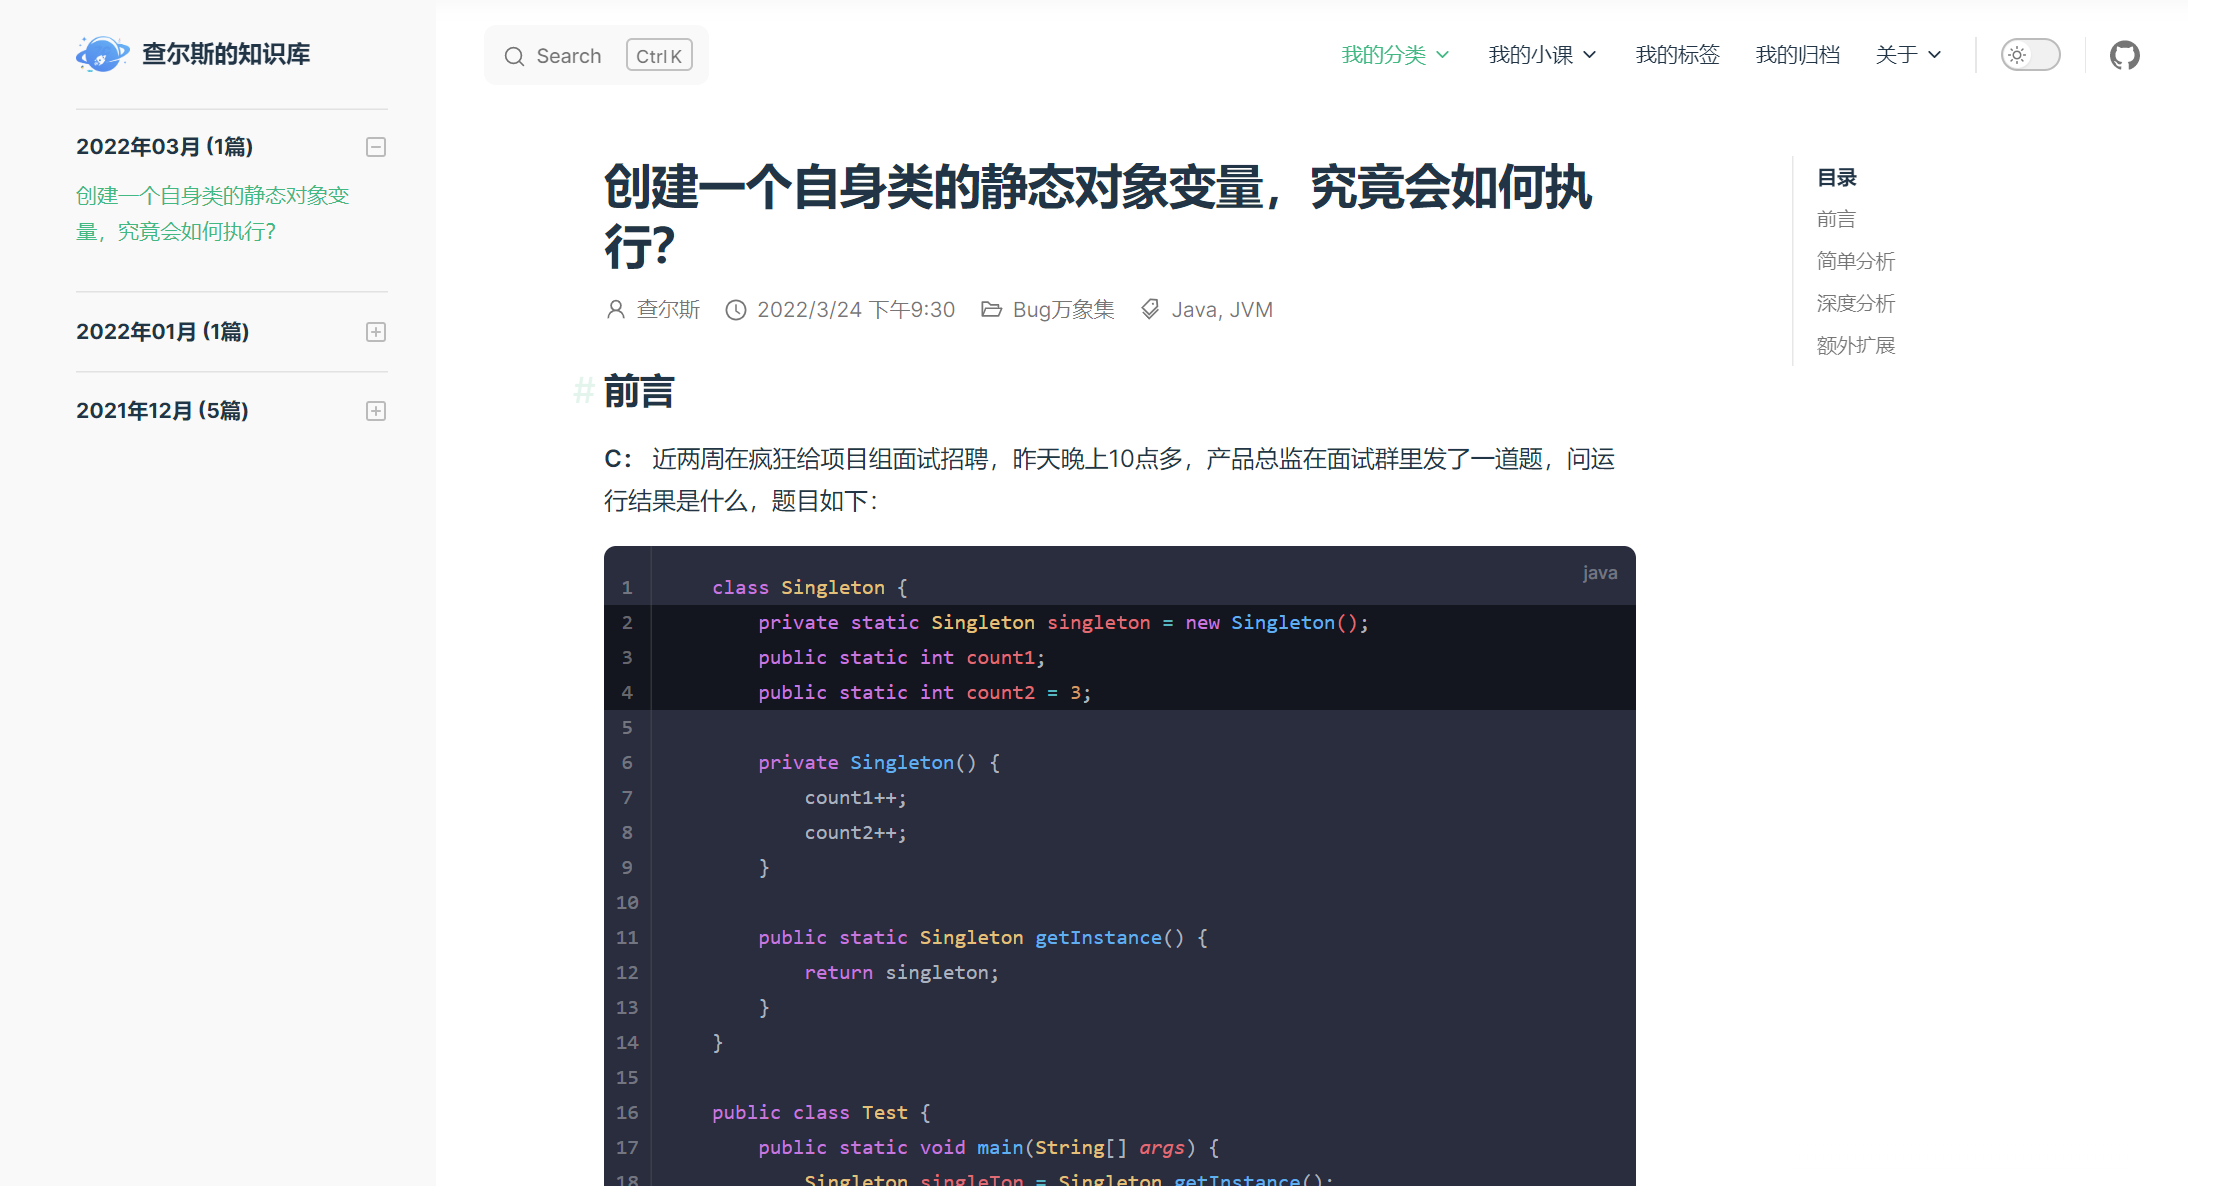 查尔斯的知识库
Search Ctrl K
我的分类
我的小课
我的标签
我的归档
关于
2022年03月 (1篇)
创建一个自身类的静态对象变
量，究竟会如何执行？
2022年01月 (1篇)
2021年12月 (5篇)
创建一个自身类的静态对象变量，究竟会如何执
行？
查尔斯 2022/3/24 下午9:30 Bug万象集 Java, JVM
# 前言
C： 近两周在疯狂给项目组面试招聘，昨天晚上10点多，产品总监在面试群里发了一道题，问运
行结果是什么，题目如下：
java
1 class Singleton {
2 private static Singleton singleton = new Singleton();
3 public static int count1;
4 public static int count2 = 3;
5
6 private Singleton() {
7 count1++;
8 count2++;
9 }
10
11 public static Singleton getInstance() {
12 return singleton;
13 }
14 }
15
16 public class Test {
17 public static void main(String[] args) {
18 Singleton singleTon = Singleton.getInstance();
目录
前言
简单分析
深度分析
额外扩展